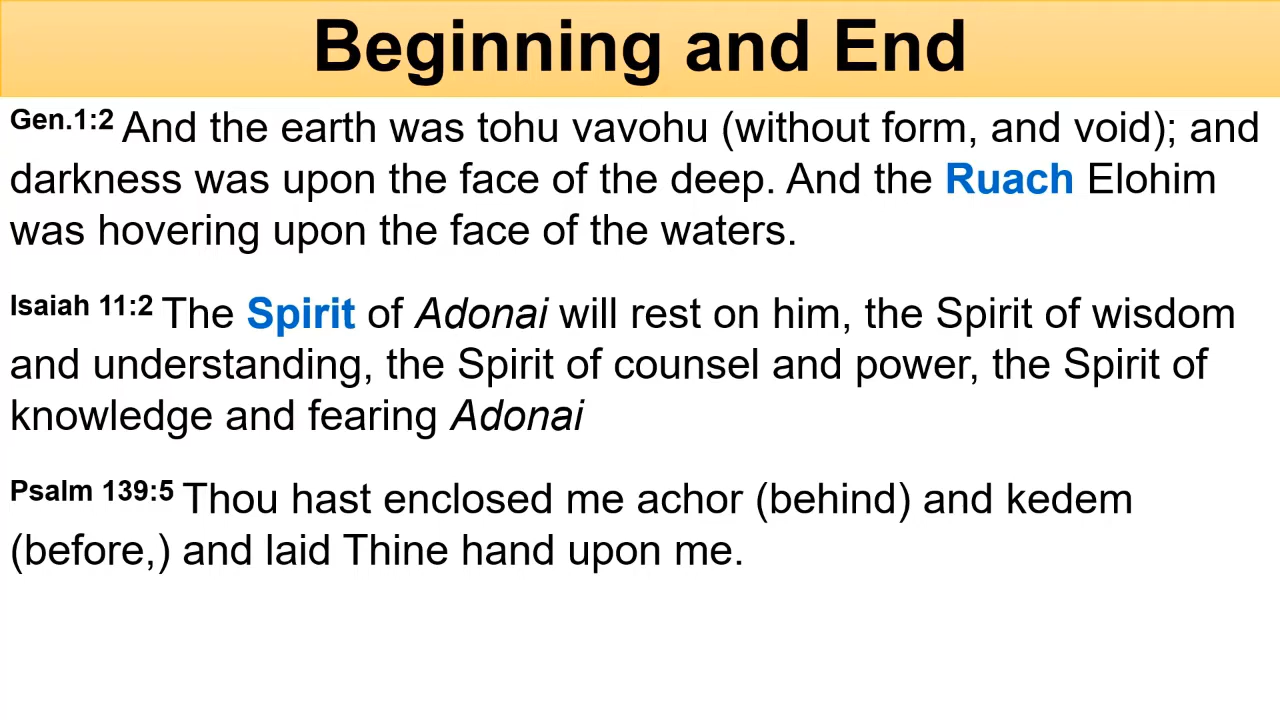 Beginning and End
Gen.1:2 And the earth was tohu vavohu (without form, and void); and
darkness was upon the face of the deep. And the Ruach Elohim
was hovering upon the face of the waters.
Isaiah 11:2 The Spirit of Adonai will rest on him, the Spirit of wisdom
and understanding, the Spirit of counsel and power, the Spirit of
knowledge and fearing Adonai
Psalm 139:5 Thou hast enclosed me achor (behind) and kedem
(before,) and laid Thine hand upon me.